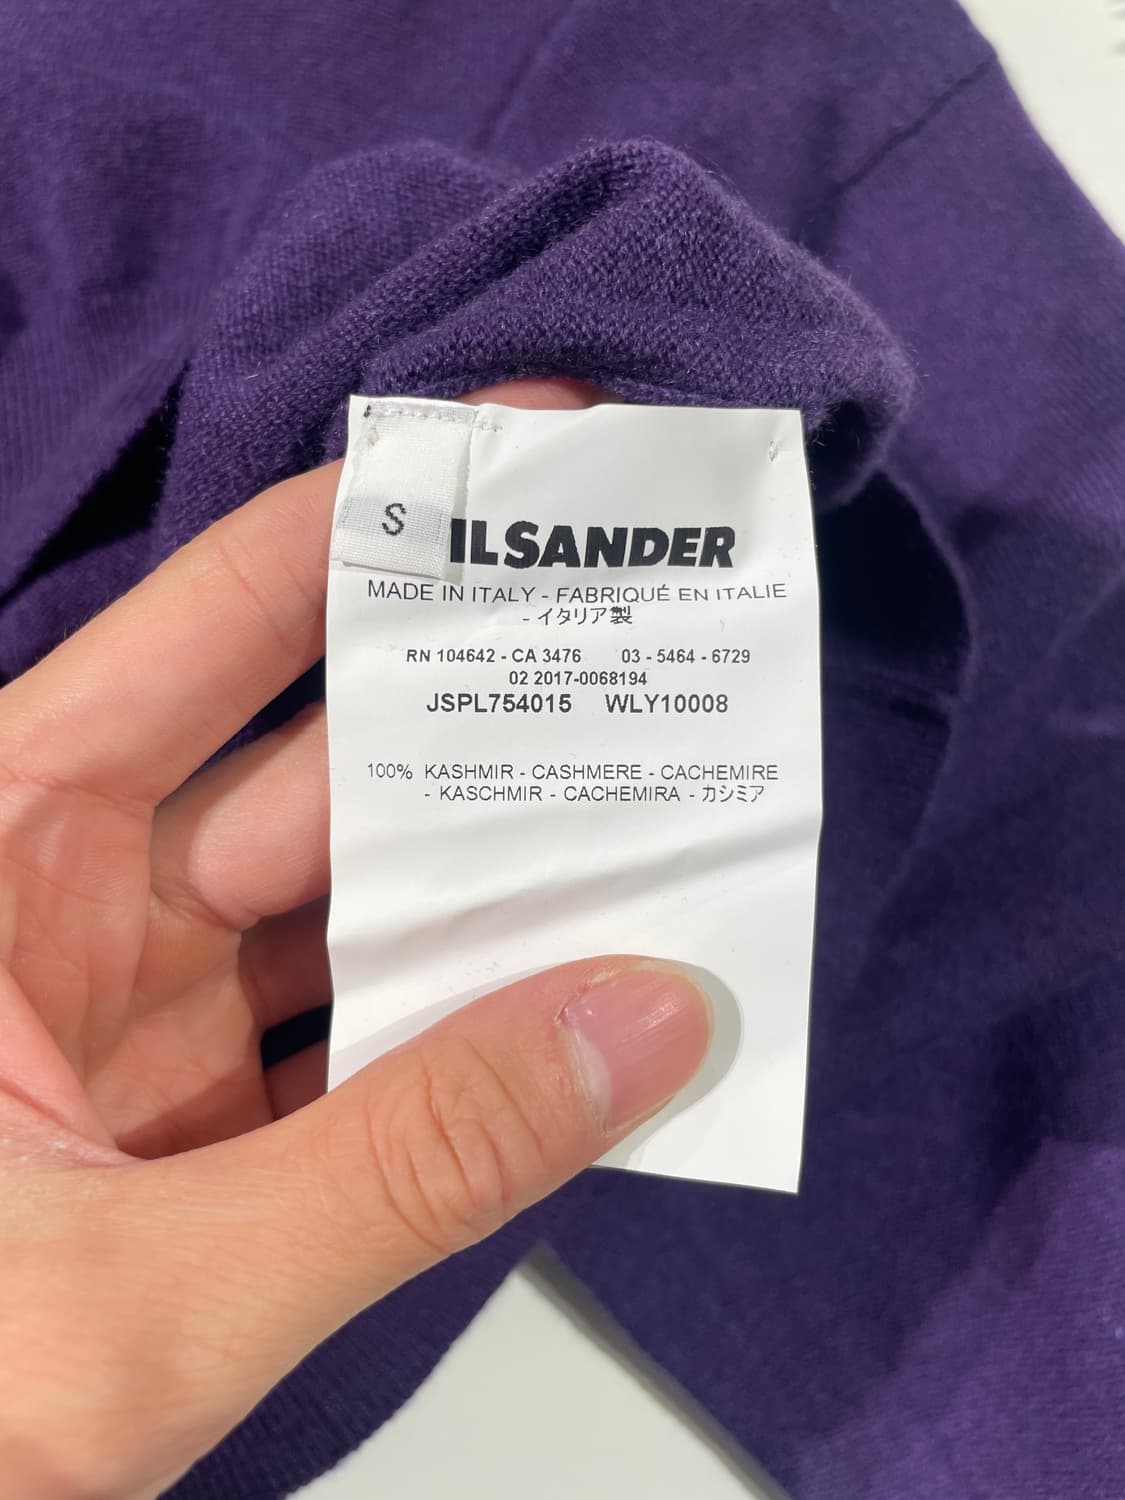 S
ILSANDER
MADE IN ITALY - FABRIQUÉ EN ITALIE
- イタリア製
RN 104642 - CA 3476 03 - 5464 - 6729
02 2017-0068194
JSPL754015 WLY10008
100% KASHMIR - CASHMERE - CACHEMIRE
- KASCHMIR - CACHEMIRA - カシミア